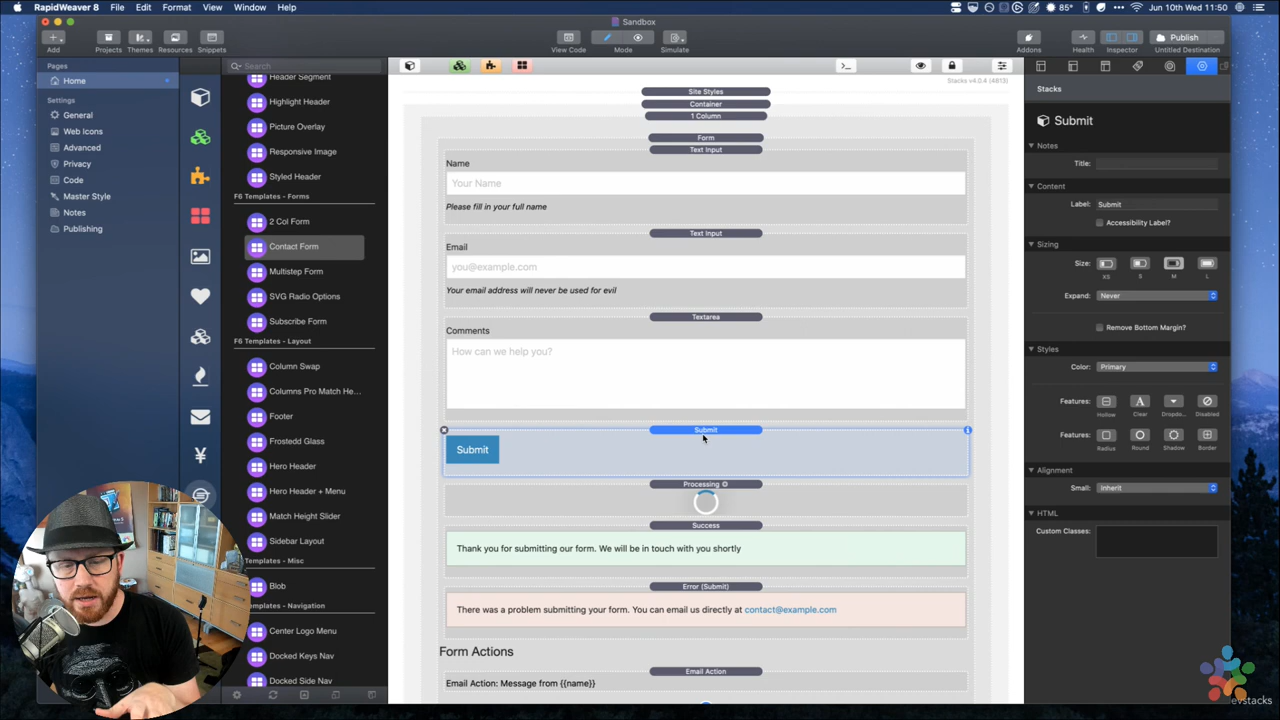 RapidWeaver 8 File Edit Format View Window Help
85° Jun 10th Wed 11:50
Sandbox
Add Projects Themes Resources Snippets View Code Mode Simulate Addons Health Inspector Publish
Untitled Destination
Pages
Home
Settings
General
Web Icons
Advanced
Privacy
Code
Master Style
Notes
Publishing
Search
Header Segment
Highlight Header
Picture Overlay
Responsive Image
Styled Header
F6 Templates - Forms
2 Col Form
Contact Form
Multistep Form
SVG Radio Options
Subscribe Form
F6 Templates - Layout
Column Swap
Columns Pro Match He...
Footer
Frostedd Glass
Hero Header
Hero Header + Menu
Match Height Slider
Sidebar Layout
Templates - Misc
Blob
Templates - Navigation
Center Logo Menu
Docked Keys Nav
Docked Side Nav
Stacks v4.0.4 (4813)
Site Styles
Container
1 Column
Form
Text Input
Name
Your Name
Please fill in your full name
Text Input
Email
you@example.com
Your email address will never be used for evil
Textarea
Comments
How can we help you?
Submit
Submit
Processing
Success
Thank you for submitting our form. We will be in touch with you shortly
Error (Submit)
There was a problem submitting your form. You can email us directly at contact@example.com
Form Actions
Email Action
Email Action: Message from {{name}}
Stacks
Submit
Notes
Title:
Content
Label: Submit
Accessibility Label?
Sizing
Size: XS S M L
Expand: Never
Remove Bottom Margin?
Styles
Color: Primary
Features: Hollow Clear Dropdo... Disabled
Features: Radius Round Shadow Border
Alignment
Small: Inherit
HTML
Custom Classes:
evstacks